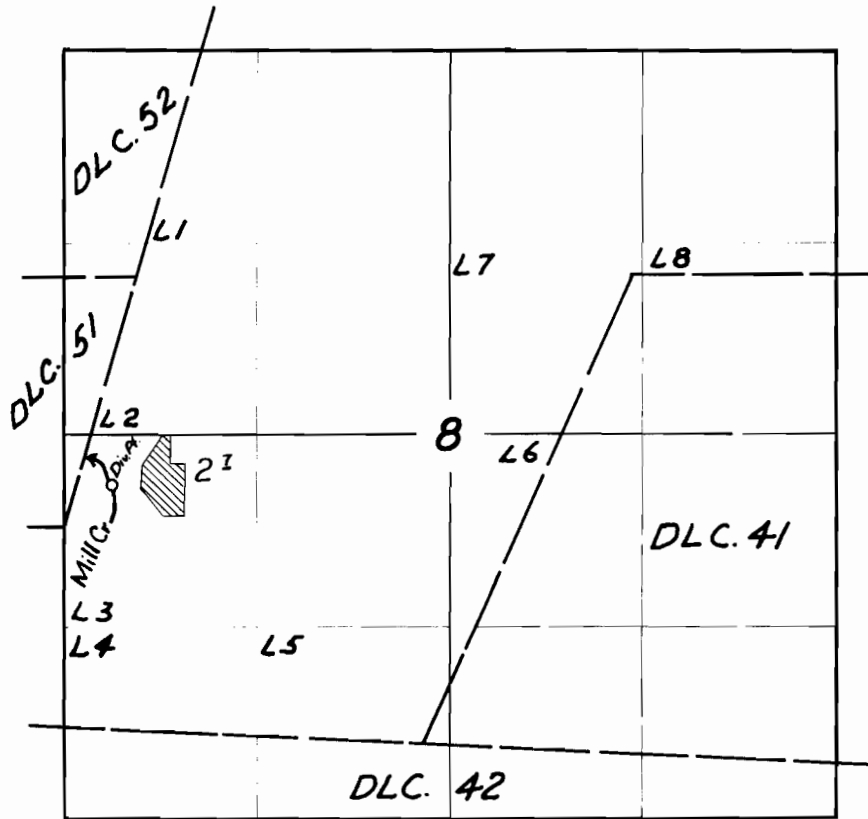 DLC. 52
L1
L7
L8
DLC. 51
L2
8
L6
Div. Pt.
2 I
DLC. 41
Mill Cr.
L3
L4
L5
DLC. 42